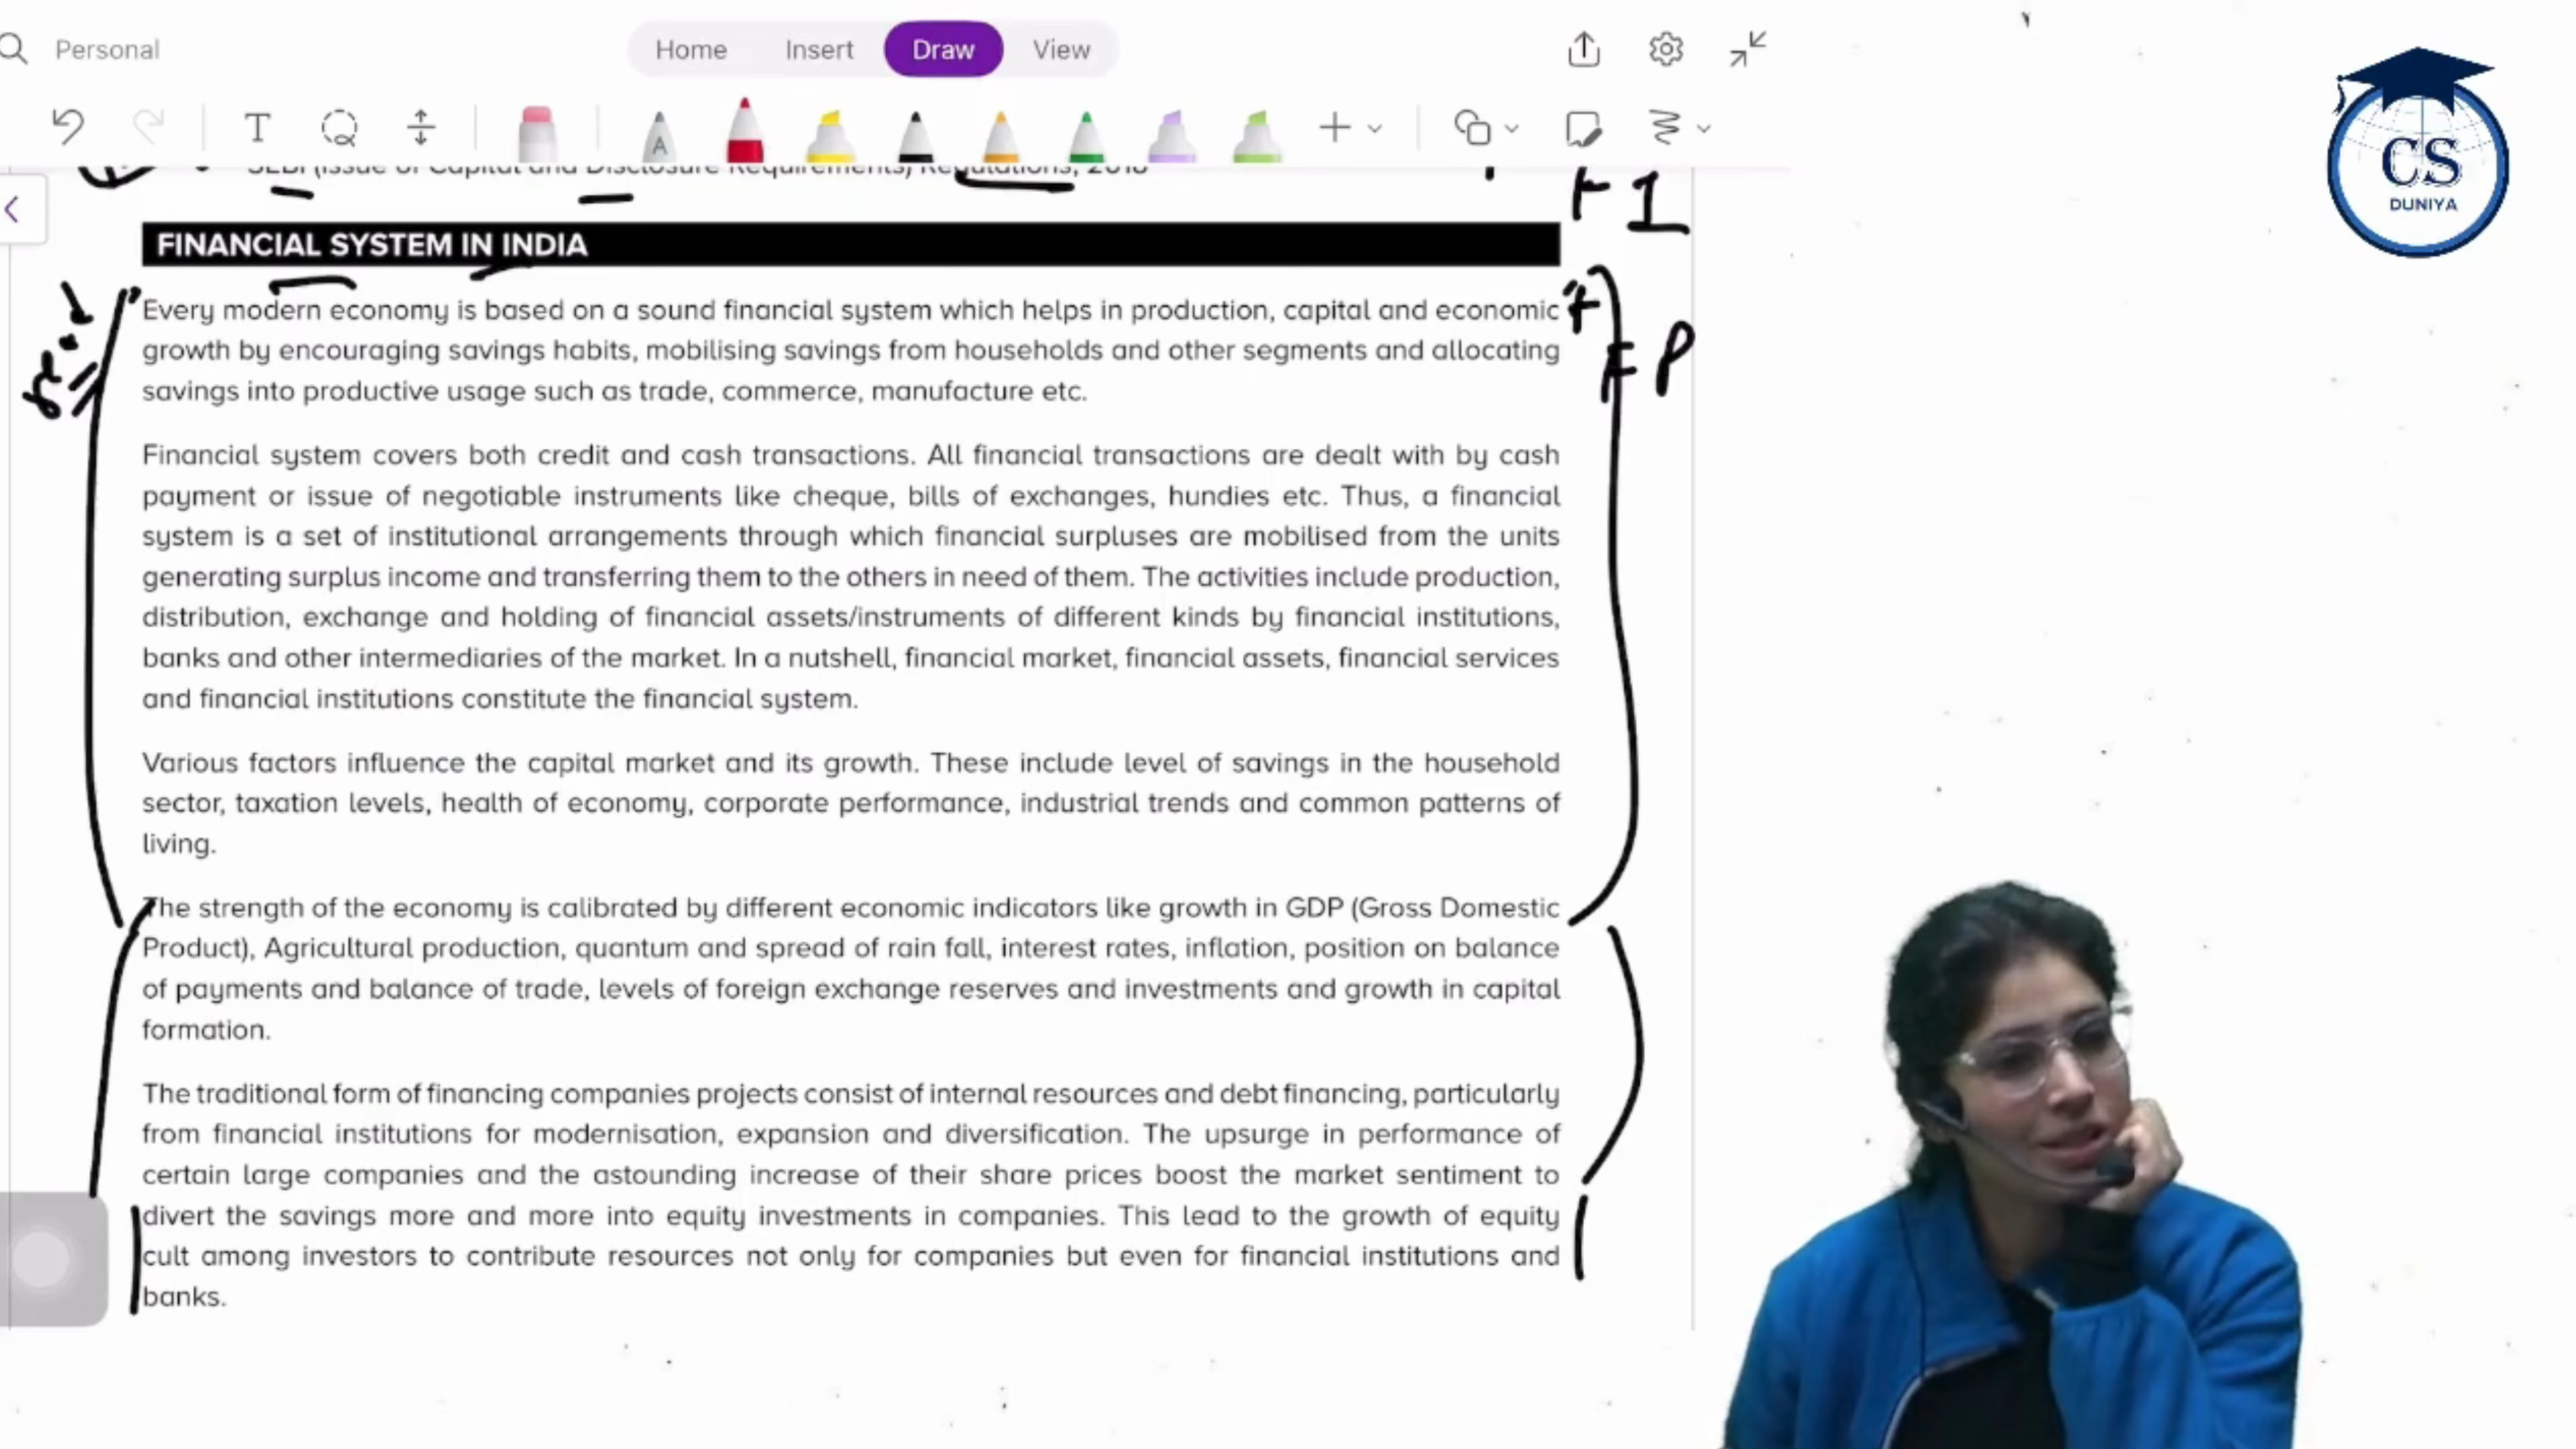 Personal
Home Insert Draw View
SEBI (Issue of Capital and Disclosure Requirements) Regulations, 2018
F I
FINANCIAL SYSTEM IN INDIA
CS
DUNIYA
Every modern economy is based on a sound financial system which helps in production, capital and economic
growth by encouraging savings habits, mobilising savings from households and other segments and allocating
savings into productive usage such as trade, commerce, manufacture etc.
F P
Financial system covers both credit and cash transactions. All financial transactions are dealt with by cash
payment or issue of negotiable instruments like cheque, bills of exchanges, hundies etc. Thus, a financial
system is a set of institutional arrangements through which financial surpluses are mobilised from the units
generating surplus income and transferring them to the others in need of them. The activities include production,
distribution, exchange and holding of financial assets/instruments of different kinds by financial institutions,
banks and other intermediaries of the market. In a nutshell, financial market, financial assets, financial services
and financial institutions constitute the financial system.
Various factors influence the capital market and its growth. These include level of savings in the household
sector, taxation levels, health of economy, corporate performance, industrial trends and common patterns of
living.
The strength of the economy is calibrated by different economic indicators like growth in GDP (Gross Domestic
Product), Agricultural production, quantum and spread of rain fall, interest rates, inflation, position on balance
of payments and balance of trade, levels of foreign exchange reserves and investments and growth in capital
formation.
The traditional form of financing companies projects consist of internal resources and debt financing, particularly
from financial institutions for modernisation, expansion and diversification. The upsurge in performance of
certain large companies and the astounding increase of their share prices boost the market sentiment to
divert the savings more and more into equity investments in companies. This lead to the growth of equity
cult among investors to contribute resources not only for companies but even for financial institutions and
banks.